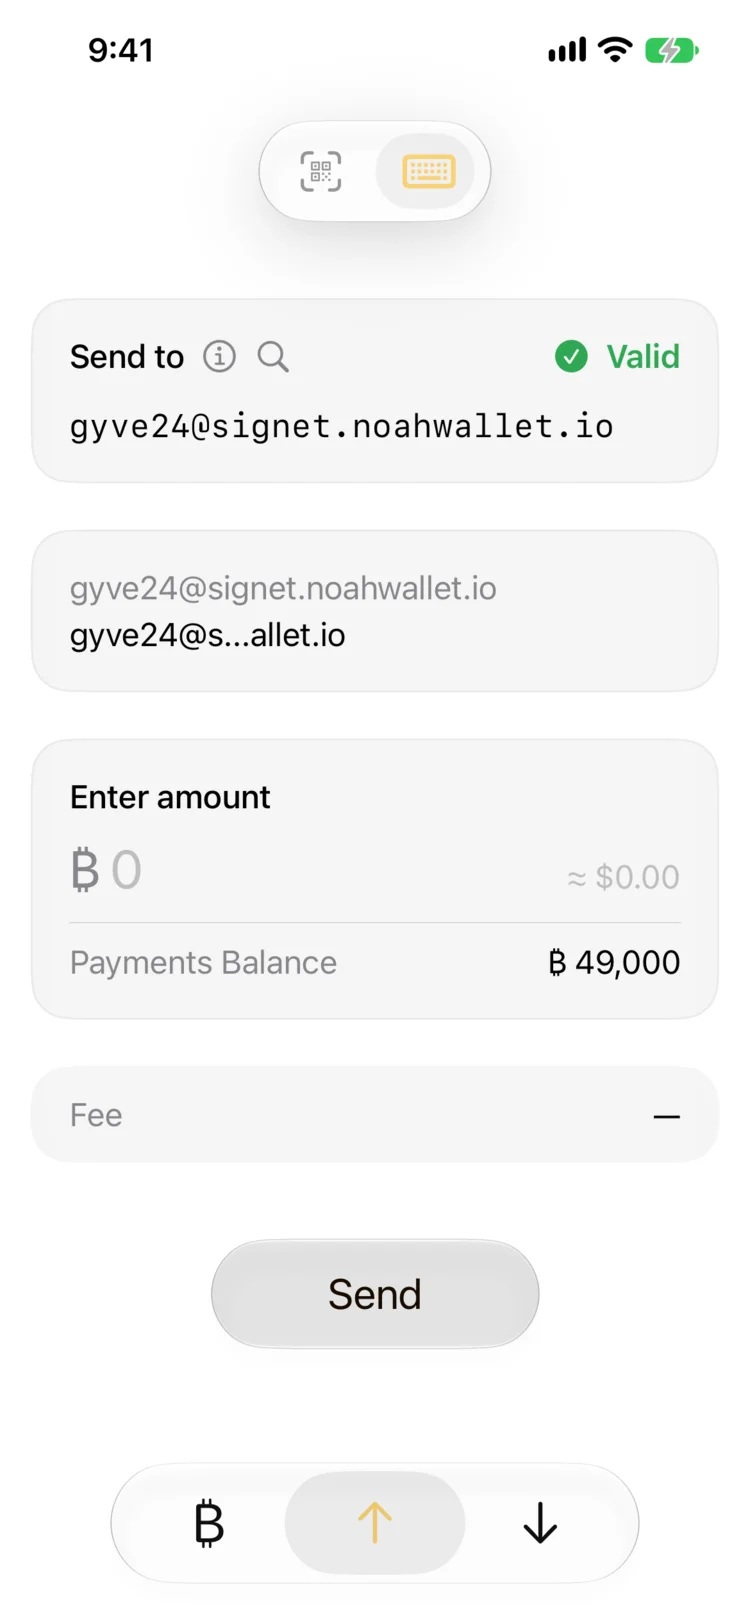 9:41
Send to Valid
gyve24@signet.noahwallet.io
gyve24@signet.noahwallet.io
gyve24@s...allet.io
Enter amount
₿ 0 ≈ $0.00
Payments Balance ₿ 49,000
Fee —
Send
₿